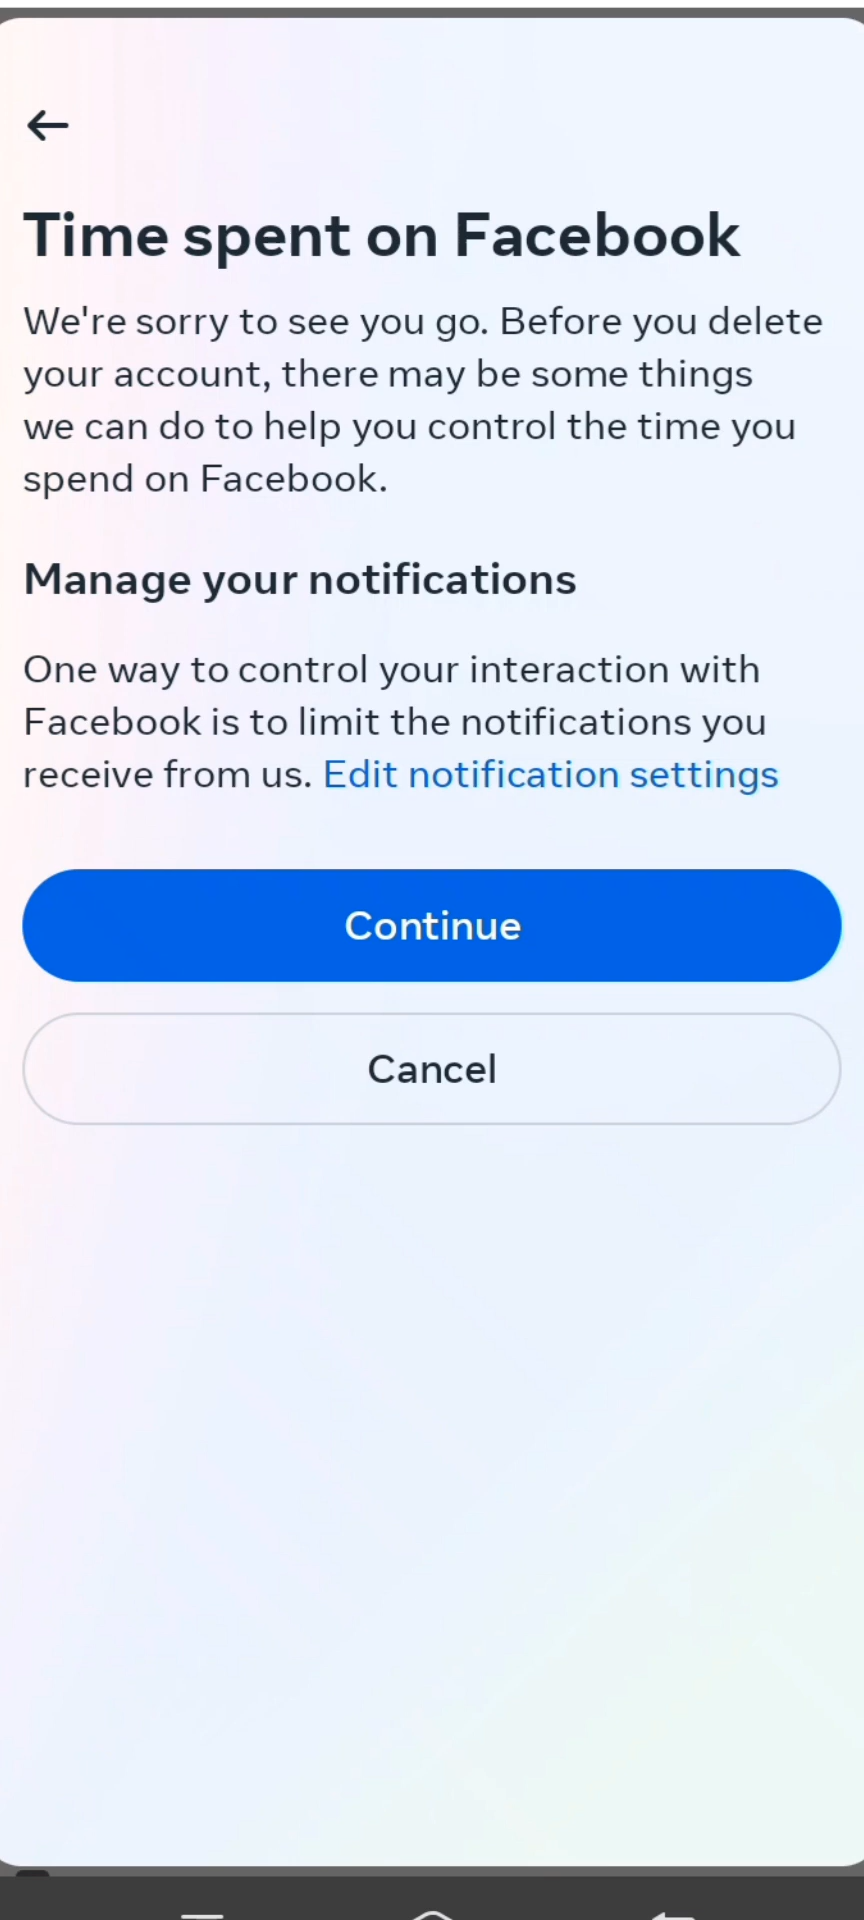 Time spent on Facebook
We're sorry to see you go. Before you delete
your account, there may be some things
we can do to help you control the time you
spend on Facebook.
Manage your notifications
One way to control your interaction with
Facebook is to limit the notifications you
receive from us. Edit notification settings
Continue
Cancel